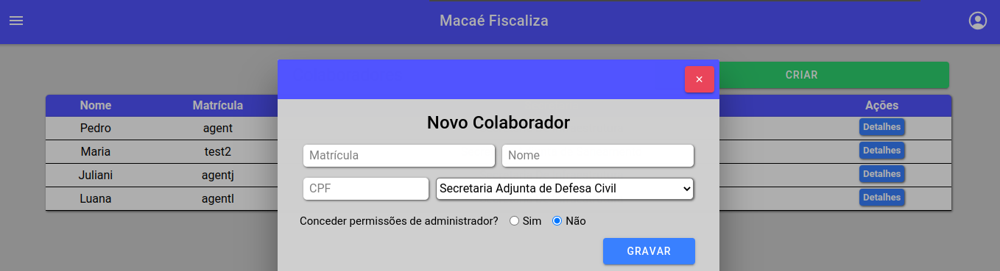 Macaé Fiscaliza
×
CRIAR
Nome Matrícula Ações
Novo Colaborador
Pedro agent Detalhes
Maria test2 Detalhes
Matrícula Nome
Juliani agentj Detalhes
CPF Secretaria Adjunta de Defesa Civil
Luana agentl Detalhes
Conceder permissões de administrador? Sim Não
GRAVAR